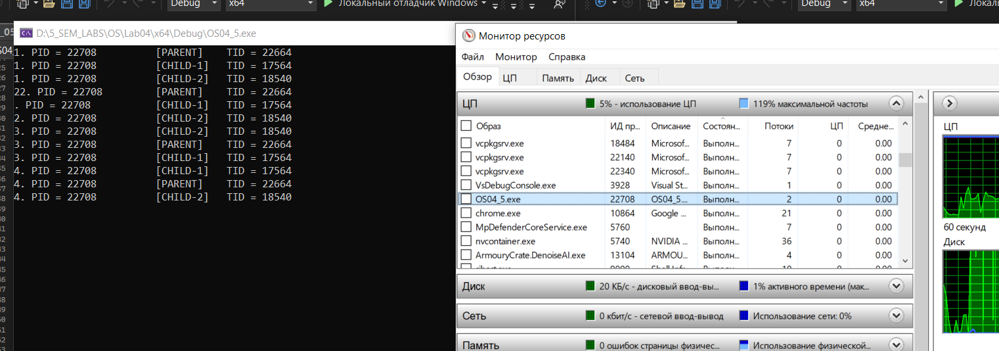 Debug x64 Локальный отладчик Windows Debug x64
D:\5_SEM_LABS\OS\Lab04\x64\Debug\OS04_5.exe
1. PID = 22708 [PARENT] TID = 22664
1. PID = 22708 [CHILD-1] TID = 17564
1. PID = 22708 [CHILD-2] TID = 18540
22. PID = 22708 [PARENT] TID = 22664
. PID = 22708 [CHILD-1] TID = 17564
2. PID = 22708 [CHILD-2] TID = 18540
3. PID = 22708 [CHILD-2] TID = 18540
3. PID = 22708 [PARENT] TID = 22664
3. PID = 22708 [CHILD-1] TID = 17564
4. PID = 22708 [CHILD-1] TID = 17564
4. PID = 22708 [PARENT] TID = 22664
4. PID = 22708 [CHILD-2] TID = 18540
Монитор ресурсов
Файл Монитор Справка
Обзор ЦП Память Диск Сеть
ЦП 5% - использование ЦП 119% максимальной частоты
Образ ИД пр... Описание Состоян... Потоки ЦП Средне...
vcpkgsrv.exe 18484 Microsof... Выполн... 7 0 0.00
vcpkgsrv.exe 22140 Microsof... Выполн... 7 0 0.00
vcpkgsrv.exe 22340 Microsof... Выполн... 7 0 0.00
VsDebugConsole.exe 3928 Visual St... Выполн... 1 0 0.00
OS04_5.exe 22708 OS04_5.... Выполн... 2 0 0.00
chrome.exe 10864 Google ... Выполн... 21 0 0.00
MpDefenderCoreService.exe 5760 Выполн... 7 0 0.00
nvcontainer.exe 5740 NVIDIA ... Выполн... 36 0 0.00
ArmouryCrate.DenoiseAI.exe 13104 ARMOU... Выполн... 4 0 0.00
Диск 20 КБ/с - дисковый ввод-вы... 1% активного времени (мак...
Сеть 0 кбит/с - сетевой ввод-вывод Использование сети: 0%
Память 0 ошибок страницы физичес... Использование физической...
ЦП
60 секунд
Диск